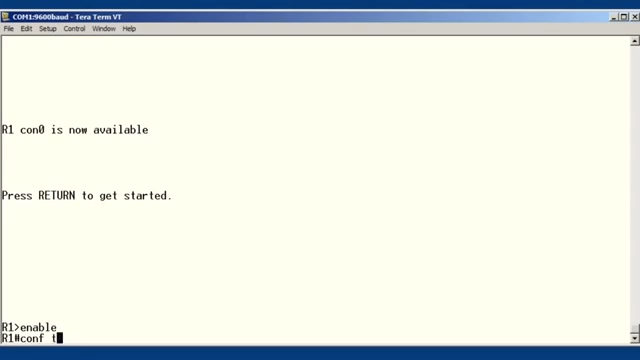 COM1:9600baud - Tera Term VT
File Edit Setup Control Window Help
R1 con0 is now available
Press RETURN to get started.
R1>enable
R1#conf t